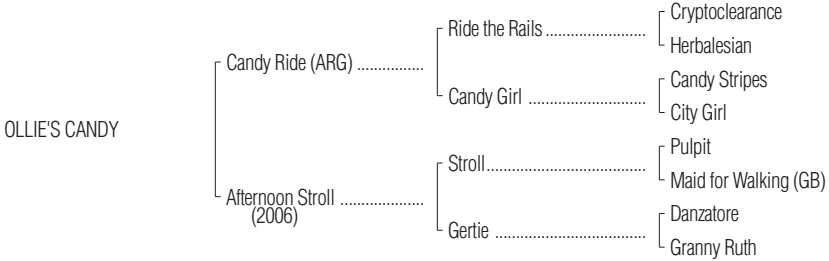 Cryptoclearance
Ride the Rails ........................
Herbalesian
Candy Ride (ARG) ................
Candy Stripes
Candy Girl ............................
City Girl
OLLIE'S CANDY
Pulpit
Stroll......................................
Maid for Walking (GB)
Afternoon Stroll ....................
(2006)
Danzatore
Gertie ....................................
Granny Ruth